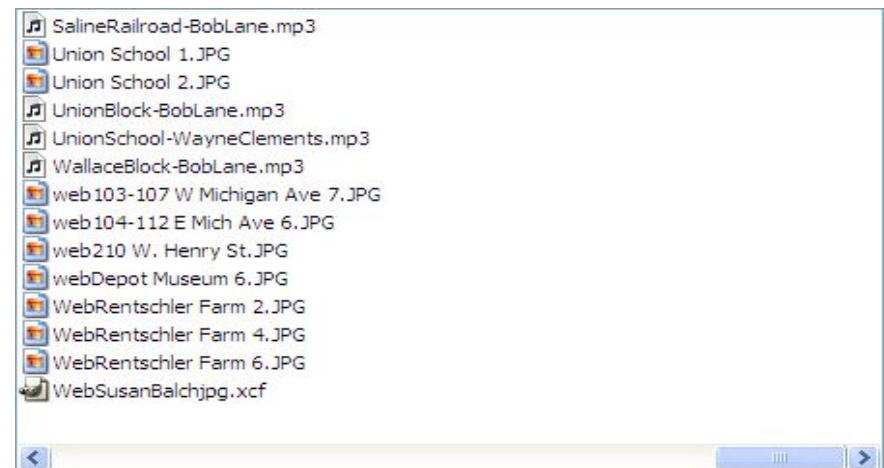 SalineRailroad-BobLane.mp3
Union School 1.JPG
Union School 2.JPG
UnionBlock-BobLane.mp3
UnionSchool-WayneClements.mp3
WallaceBlock-BobLane.mp3
web103-107 W Michigan Ave 7.JPG
web104-112 E Mich Ave 6.JPG
web210 W. Henry St.JPG
webDepot Museum 6.JPG
WebRentschler Farm 2.JPG
WebRentschler Farm 4.JPG
WebRentschler Farm 6.JPG
WebSusanBalchjpg.xcf